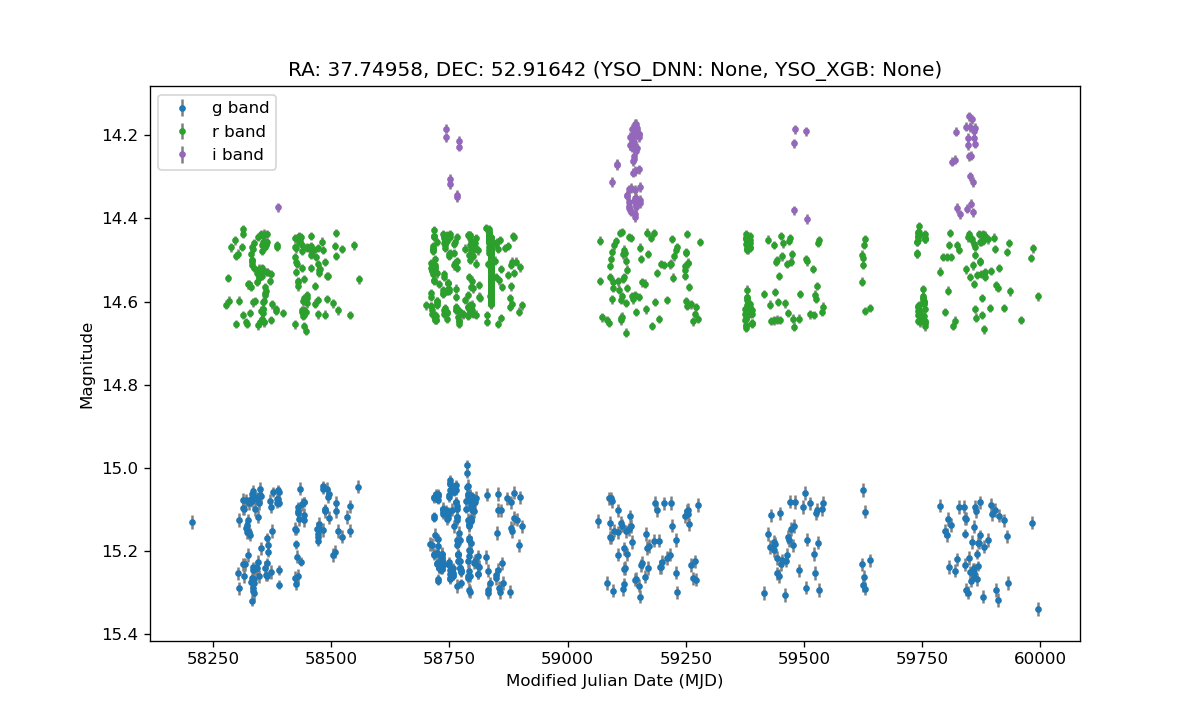 RA: 37.74958, DEC: 52.91642 (YSO_DNN: None, YSO_XGB: None)
g band
r band
i band
14.2
14.4
14.6
14.8
15.0
15.2
15.4
Magnitude
58250 58500 58750 59000 59250 59500 59750 60000
Modified Julian Date (MJD)